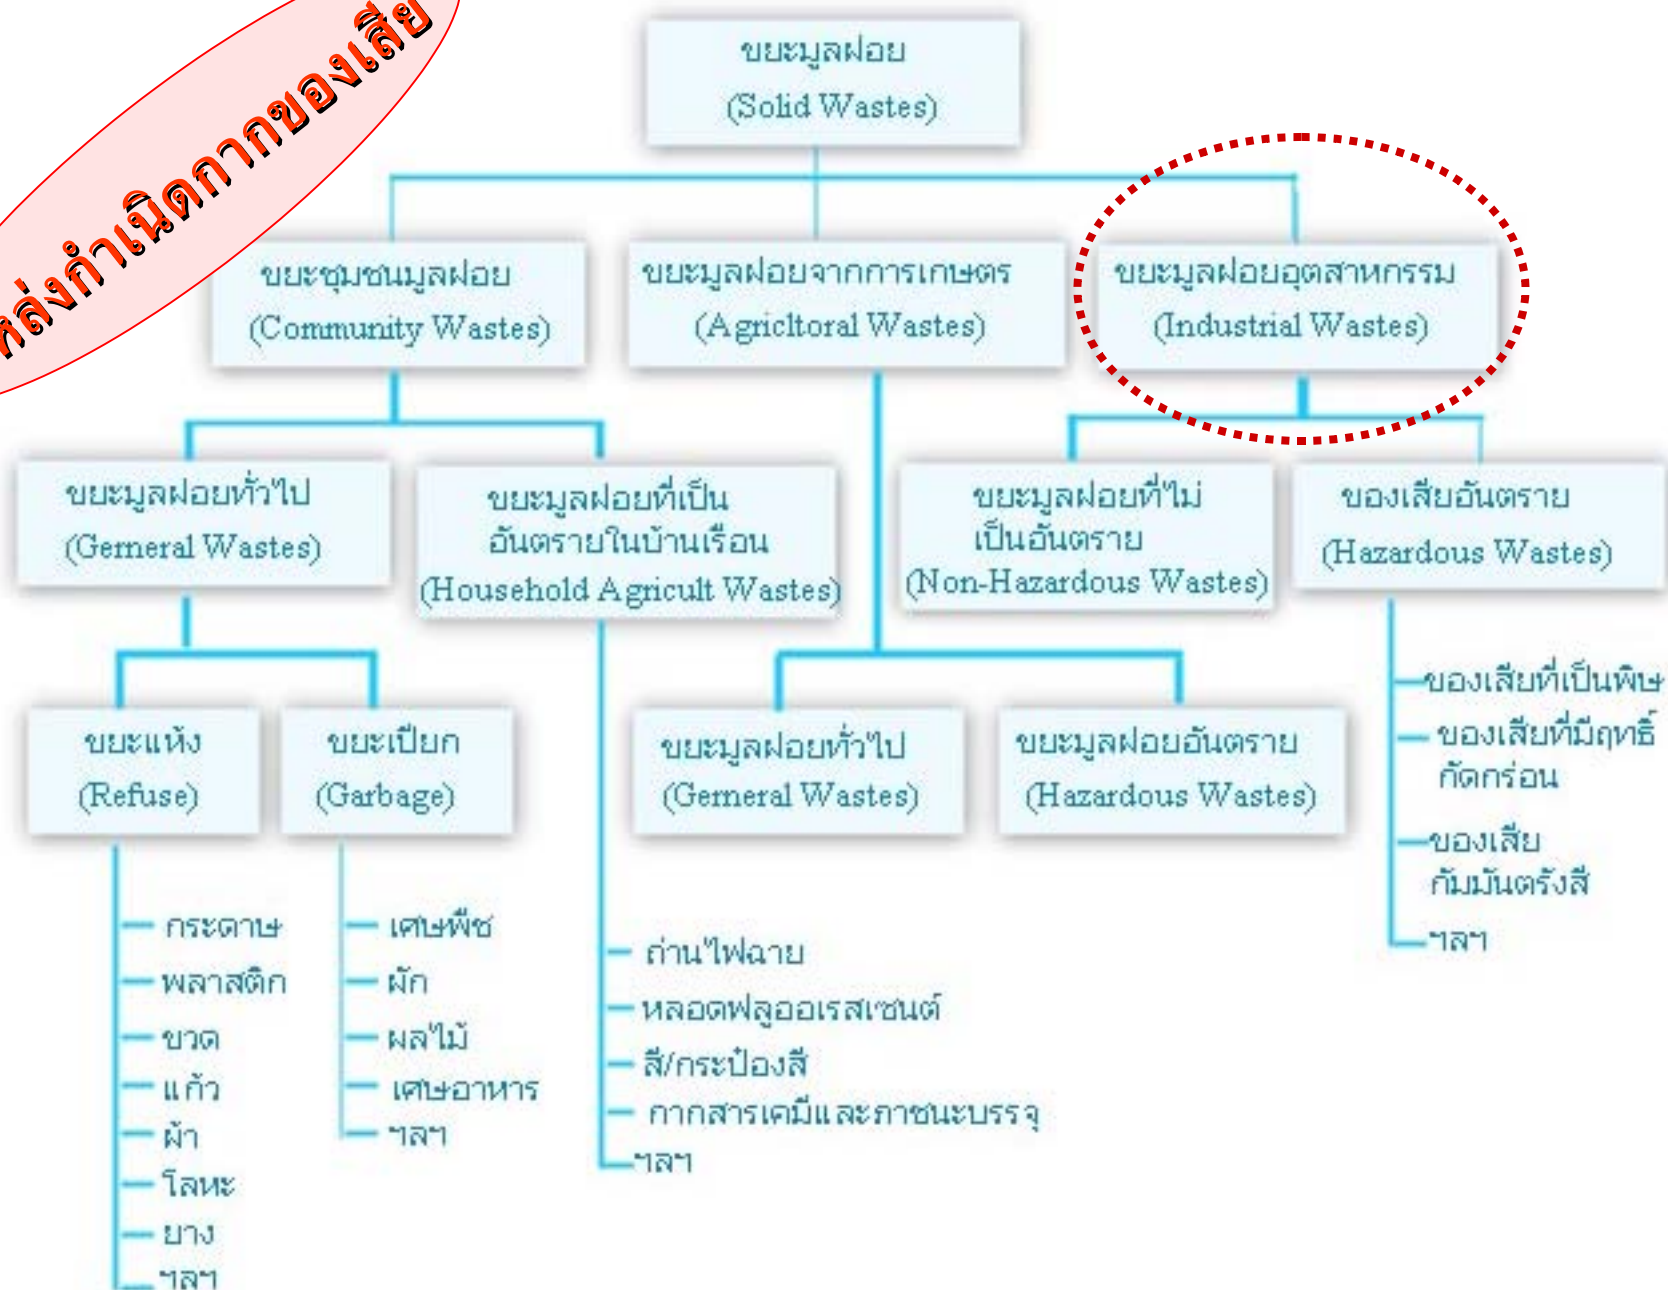 หล่งกำเนิดกากของเสีย
ขยะมูลฝอย
(Solid Wastes)
ขยะชุมชนมูลฝอย
(Community Wastes)
ขยะมูลฝอยจากการเกษตร
(Agricltoral Wastes)
ขยะมูลฝอยอุตสาหกรรม
(Industrial Wastes)
ขยะมูลฝอยทั่วไป
(Gerneral Wastes)
ขยะมูลฝอยที่เป็น
อันตรายในบ้านเรือน
(Household Agricult Wastes)
ขยะมูลฝอยที่ไม่
เป็นอันตราย
(Non-Hazardous Wastes)
ของเสียอันตราย
(Hazardous Wastes)
ขยะแห้ง
(Refuse)
ขยะเปียก
(Garbage)
ขยะมูลฝอยทั่วไป
(Gerneral Wastes)
ขยะมูลฝอยอันตราย
(Hazardous Wastes)
ของเสียที่เป็นพิษ
ของเสียที่มีฤทธิ์
กัดกร่อน
ของเสีย
กัมมันตรังสี
ฯลฯ
กระดาษ
พลาสติก
ขวด
แก้ว
ผ้า
โลหะ
ยาง
ฯลฯ
เศษพืช
ผัก
ผลไม้
เศษอาหาร
ฯลฯ
ถ่านไฟฉาย
หลอดฟลูออเรสเซนต์
สี/กระป๋องสี
กากสารเคมีและภาชนะบรรจุ
ฯลฯ